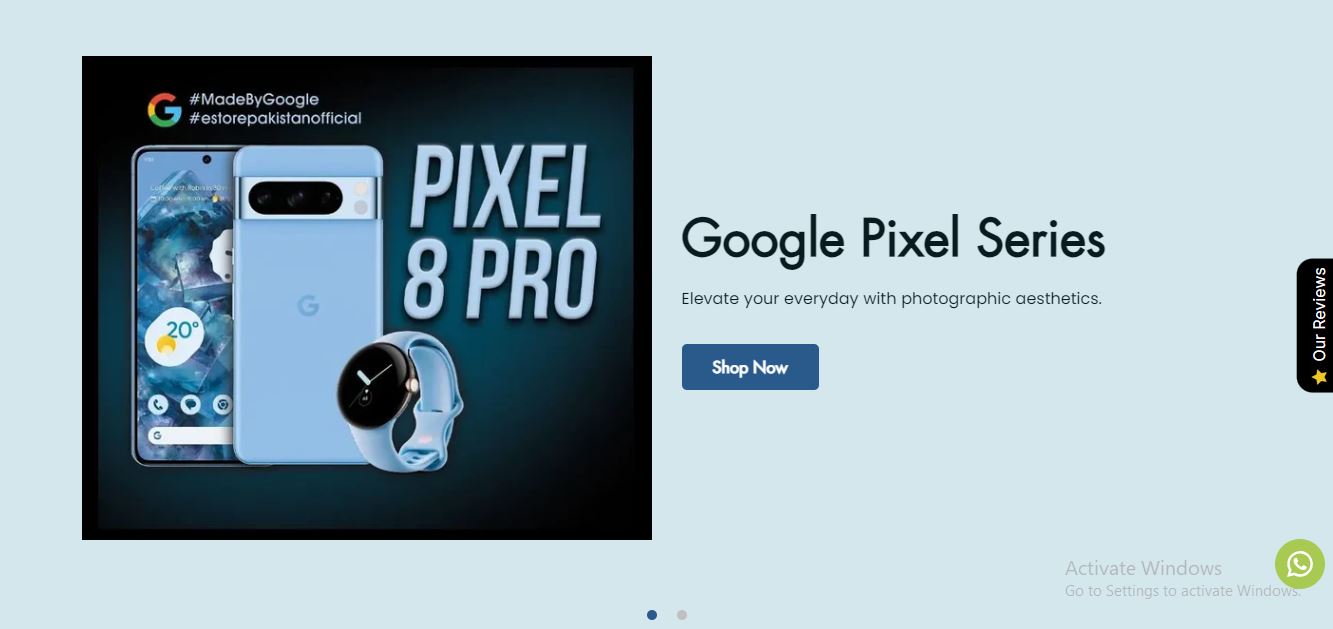 #MadeByGoogle
#estorepakistanofficial
PIXEL
8 PRO
20°
Google Pixel Series
Elevate your everyday with photographic aesthetics.
Shop Now
Our Reviews
Activate Windows
Go to Settings to activate Windows.